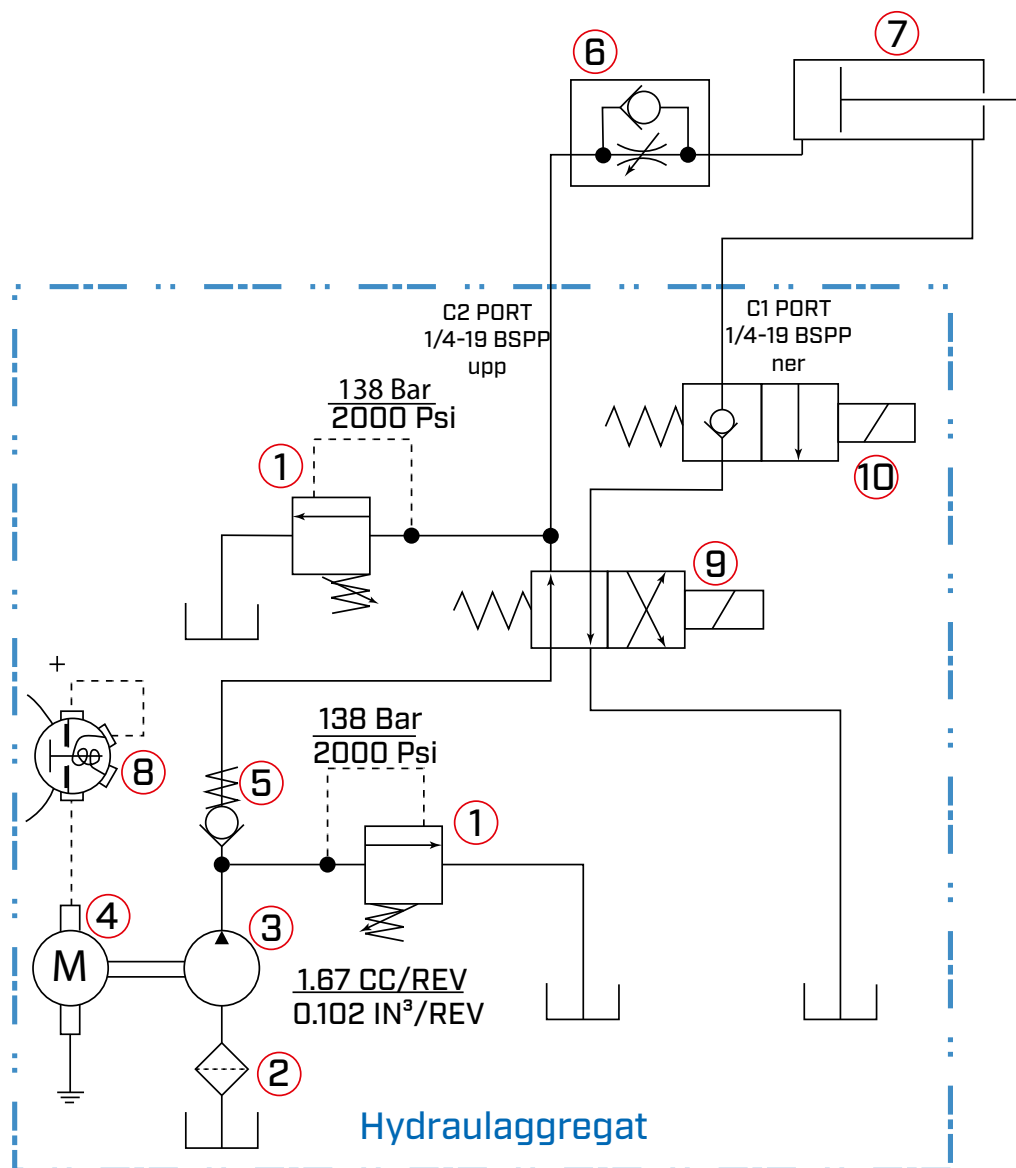 7
6
C2 PORT
1/4-19 BSPP
upp
C1 PORT
1/4-19 BSPP
ner
138 Bar
2000 Psi
1
10
9
+
138 Bar
2000 Psi
8
5
1
4
3
M
1.67 CC/REV
0.102 IN³/REV
2
Hydraulaggregat